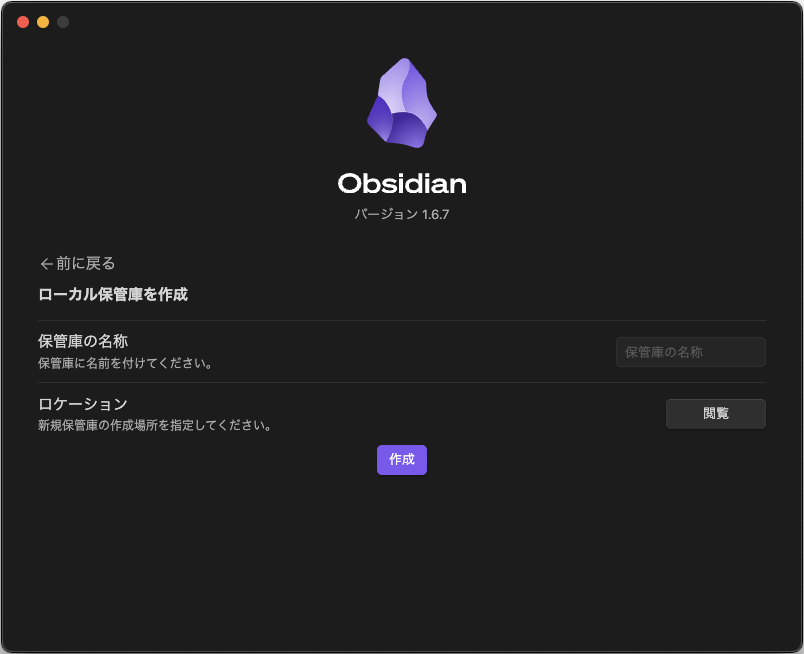 Obsidian
バージョン 1.6.7
←前に戻る
ローカル保管庫を作成
保管庫の名称
保管庫に名前を付けてください。
保管庫の名称
ロケーション
新規保管庫の作成場所を指定してください。
閲覧
作成